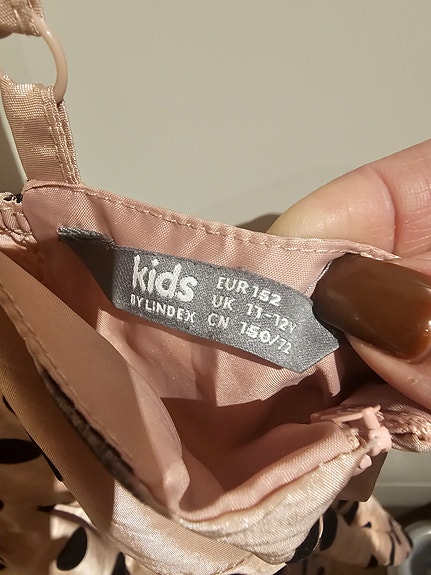 kids
BY LINDEX
EUR 152
UK 11-12Y
CN 150/72